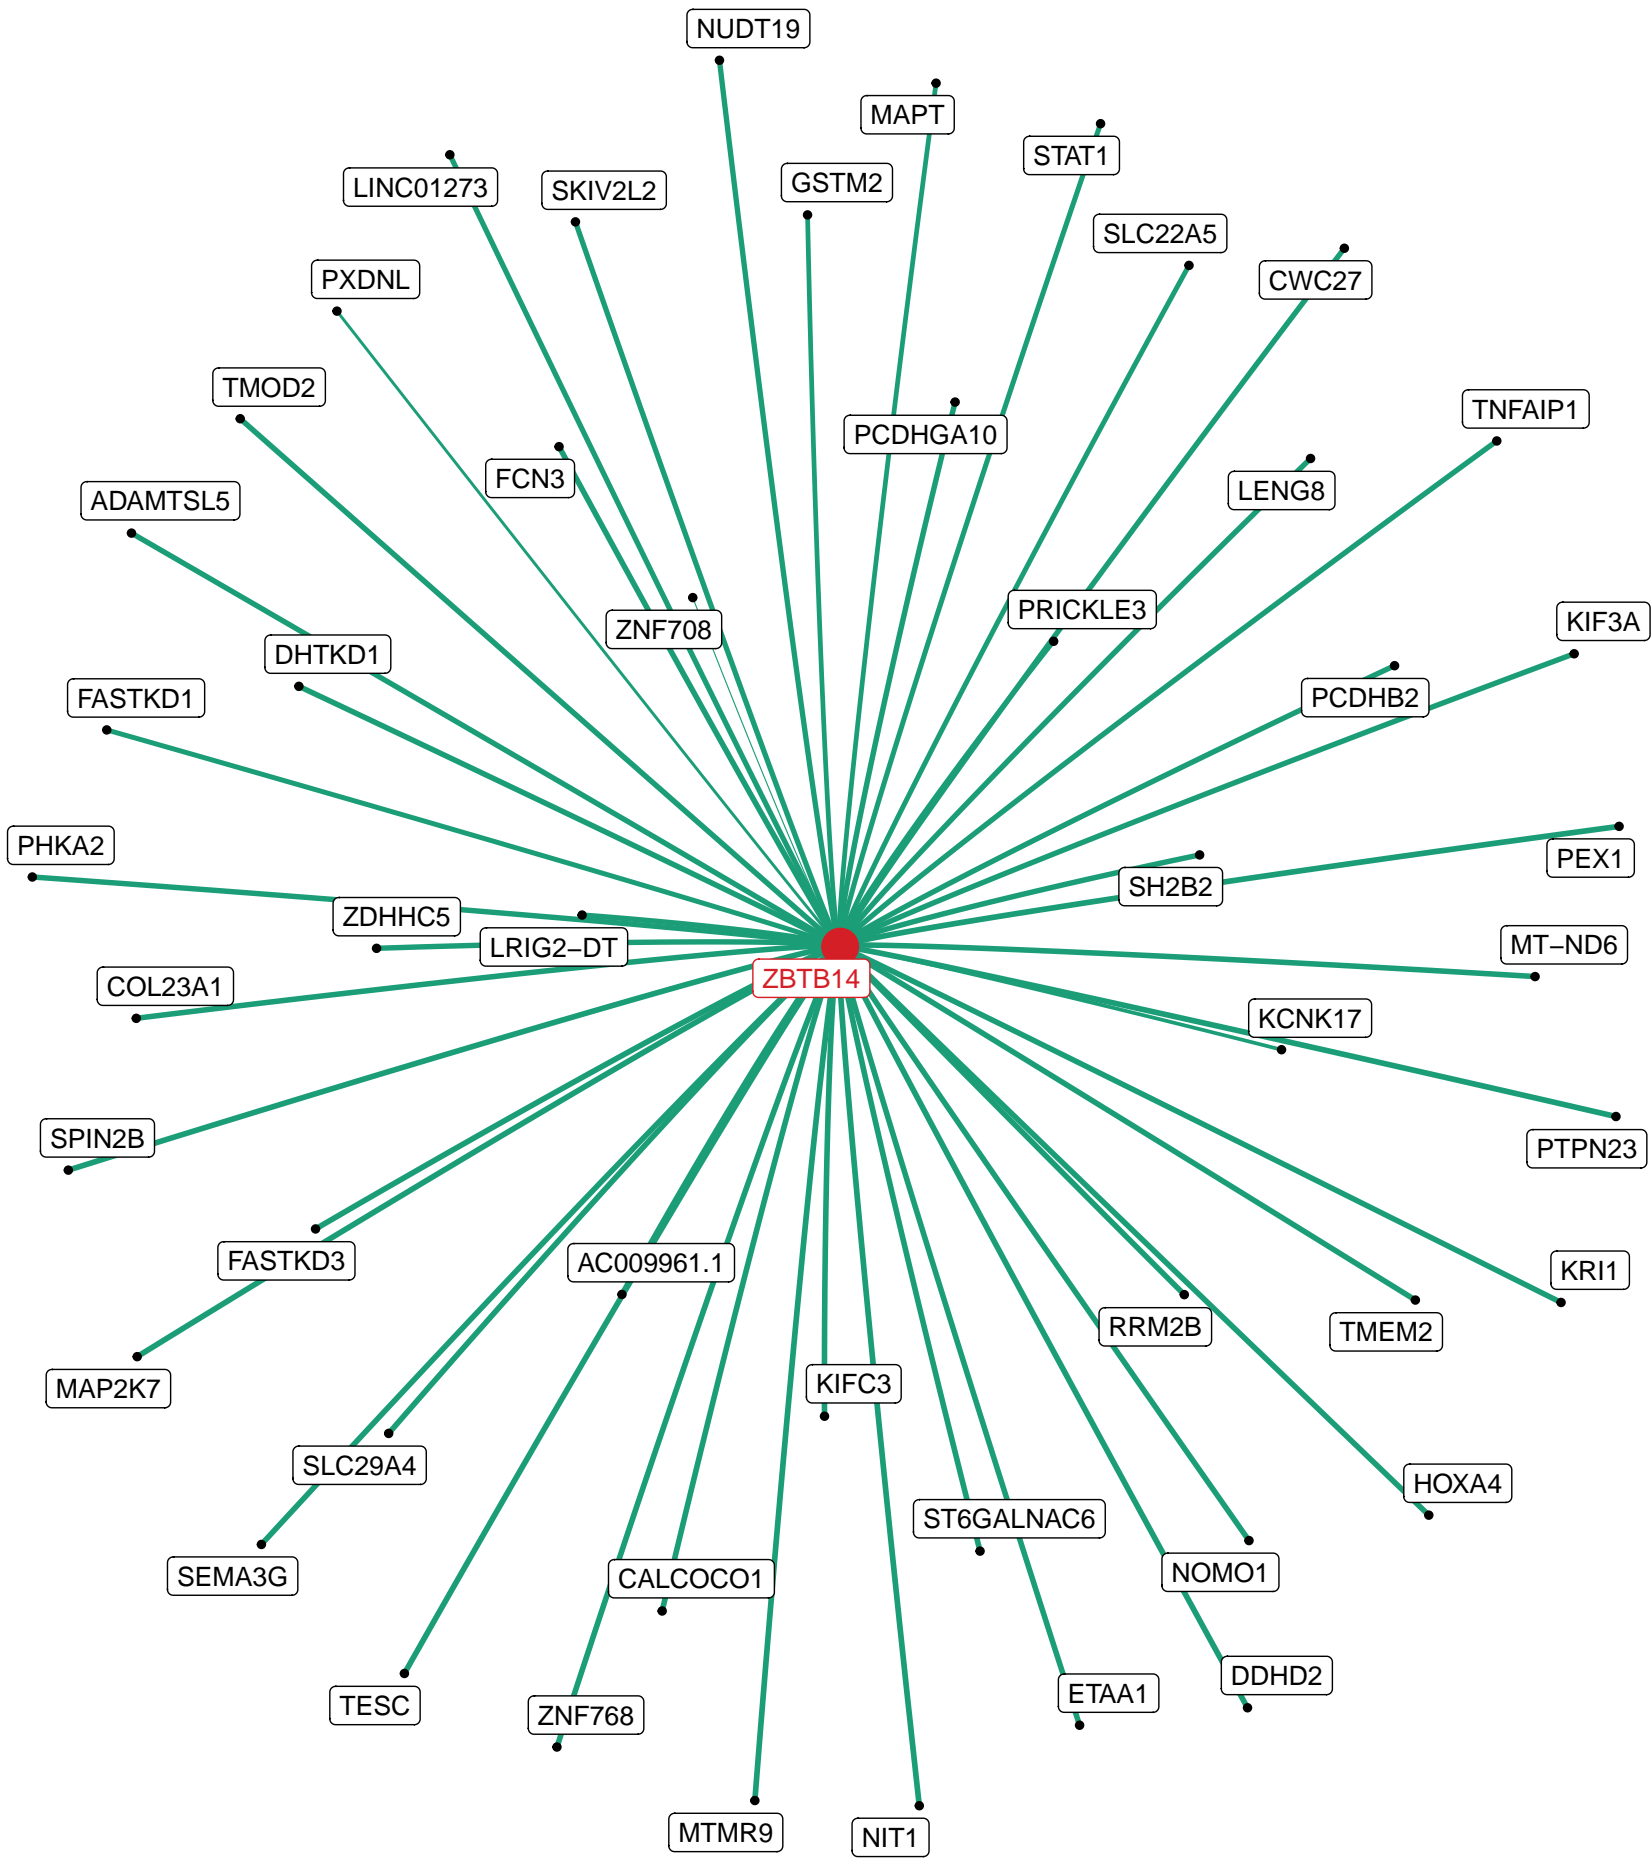 NUDT19
MAPT
STAT1
LINC01273
SKIV2L2
GSTM2
SLC22A5
PXDNL
CWC27
TMOD2
TNFAIP1
PCDHGA10
FCN3
LENG8
ADAMTSL5
PRICKLE3
KIF3A
ZNF708
DHTKD1
FASTKD1
PCDHB2
PHKA2
PEX1
SH2B2
ZDHHC5
LRIG2−DT
MT−ND6
ZBTB14
COL23A1
KCNK17
SPIN2B
PTPN23
FASTKD3
AC009961.1
KRI1
RRM2B
TMEM2
MAP2K7
KIFC3
SLC29A4
HOXA4
ST6GALNAC6
SEMA3G
CALCOCO1
NOMO1
DDHD2
ETAA1
TESC
ZNF768
MTMR9
NIT1